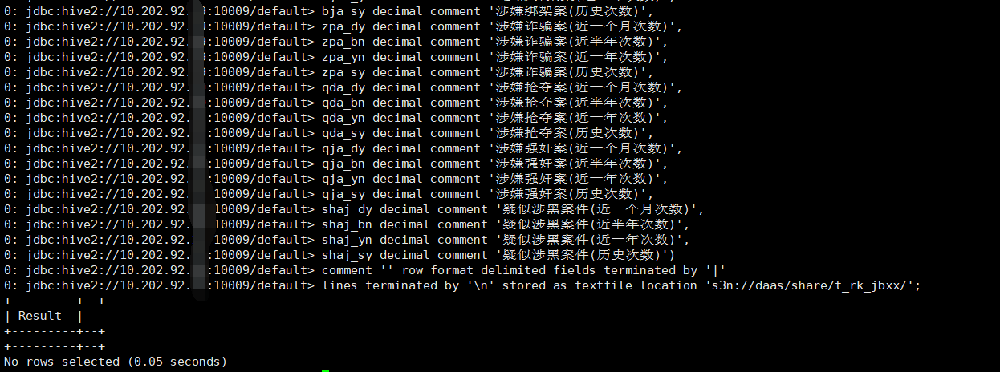 0: jdbc:hive2://10.202.92. 9:10009/default> bja_sy decimal comment '涉嫌绑架案(历史次数)',
0: jdbc:hive2://10.202.92. 9:10009/default> zpa_dy decimal comment '涉嫌诈骗案(近一个月次数)',
0: jdbc:hive2://10.202.92. 9:10009/default> zpa_bn decimal comment '涉嫌诈骗案(近半年次数)',
0: jdbc:hive2://10.202.92. 9:10009/default> zpa_yn decimal comment '涉嫌诈骗案(近一年次数)',
0: jdbc:hive2://10.202.92. 9:10009/default> zpa_sy decimal comment '涉嫌诈骗案(历史次数)',
0: jdbc:hive2://10.202.92. :10009/default> qda_dy decimal comment '涉嫌抢夺案(近一个月次数)',
0: jdbc:hive2://10.202.92. :10009/default> qda_bn decimal comment '涉嫌抢夺案(近半年次数)',
0: jdbc:hive2://10.202.92. :10009/default> qda_yn decimal comment '涉嫌抢夺案(近一年次数)',
0: jdbc:hive2://10.202.92. :10009/default> qda_sy decimal comment '涉嫌抢夺案(历史次数)',
0: jdbc:hive2://10.202.92. :10009/default> qja_dy decimal comment '涉嫌强奸案(近一个月次数)',
0: jdbc:hive2://10.202.92. :10009/default> qja_bn decimal comment '涉嫌强奸案(近半年次数)',
0: jdbc:hive2://10.202.92. :10009/default> qja_yn decimal comment '涉嫌强奸案(近一年次数)',
0: jdbc:hive2://10.202.92. :10009/default> qja_sy decimal comment '涉嫌强奸案(历史次数)',
0: jdbc:hive2://10.202.92. :10009/default> shaj_dy decimal comment '疑似涉黑案件(近一个月次数)',
0: jdbc:hive2://10.202.92. :10009/default> shaj_bn decimal comment '疑似涉黑案件(近半年次数)',
0: jdbc:hive2://10.202.92. :10009/default> shaj_yn decimal comment '疑似涉黑案件(近一年次数)',
0: jdbc:hive2://10.202.92. :10009/default> shaj_sy decimal comment '疑似涉黑案件(历史次数)')
0: jdbc:hive2://10.202.92. :10009/default> comment '' row format delimited fields terminated by '|'
0: jdbc:hive2://10.202.92. :10009/default> lines terminated by '\n' stored as textfile location 's3n://daas/share/t_rk_jbxx/';
+---------+--+
| Result  |
+---------+--+
+---------+--+
No rows selected (0.05 seconds)